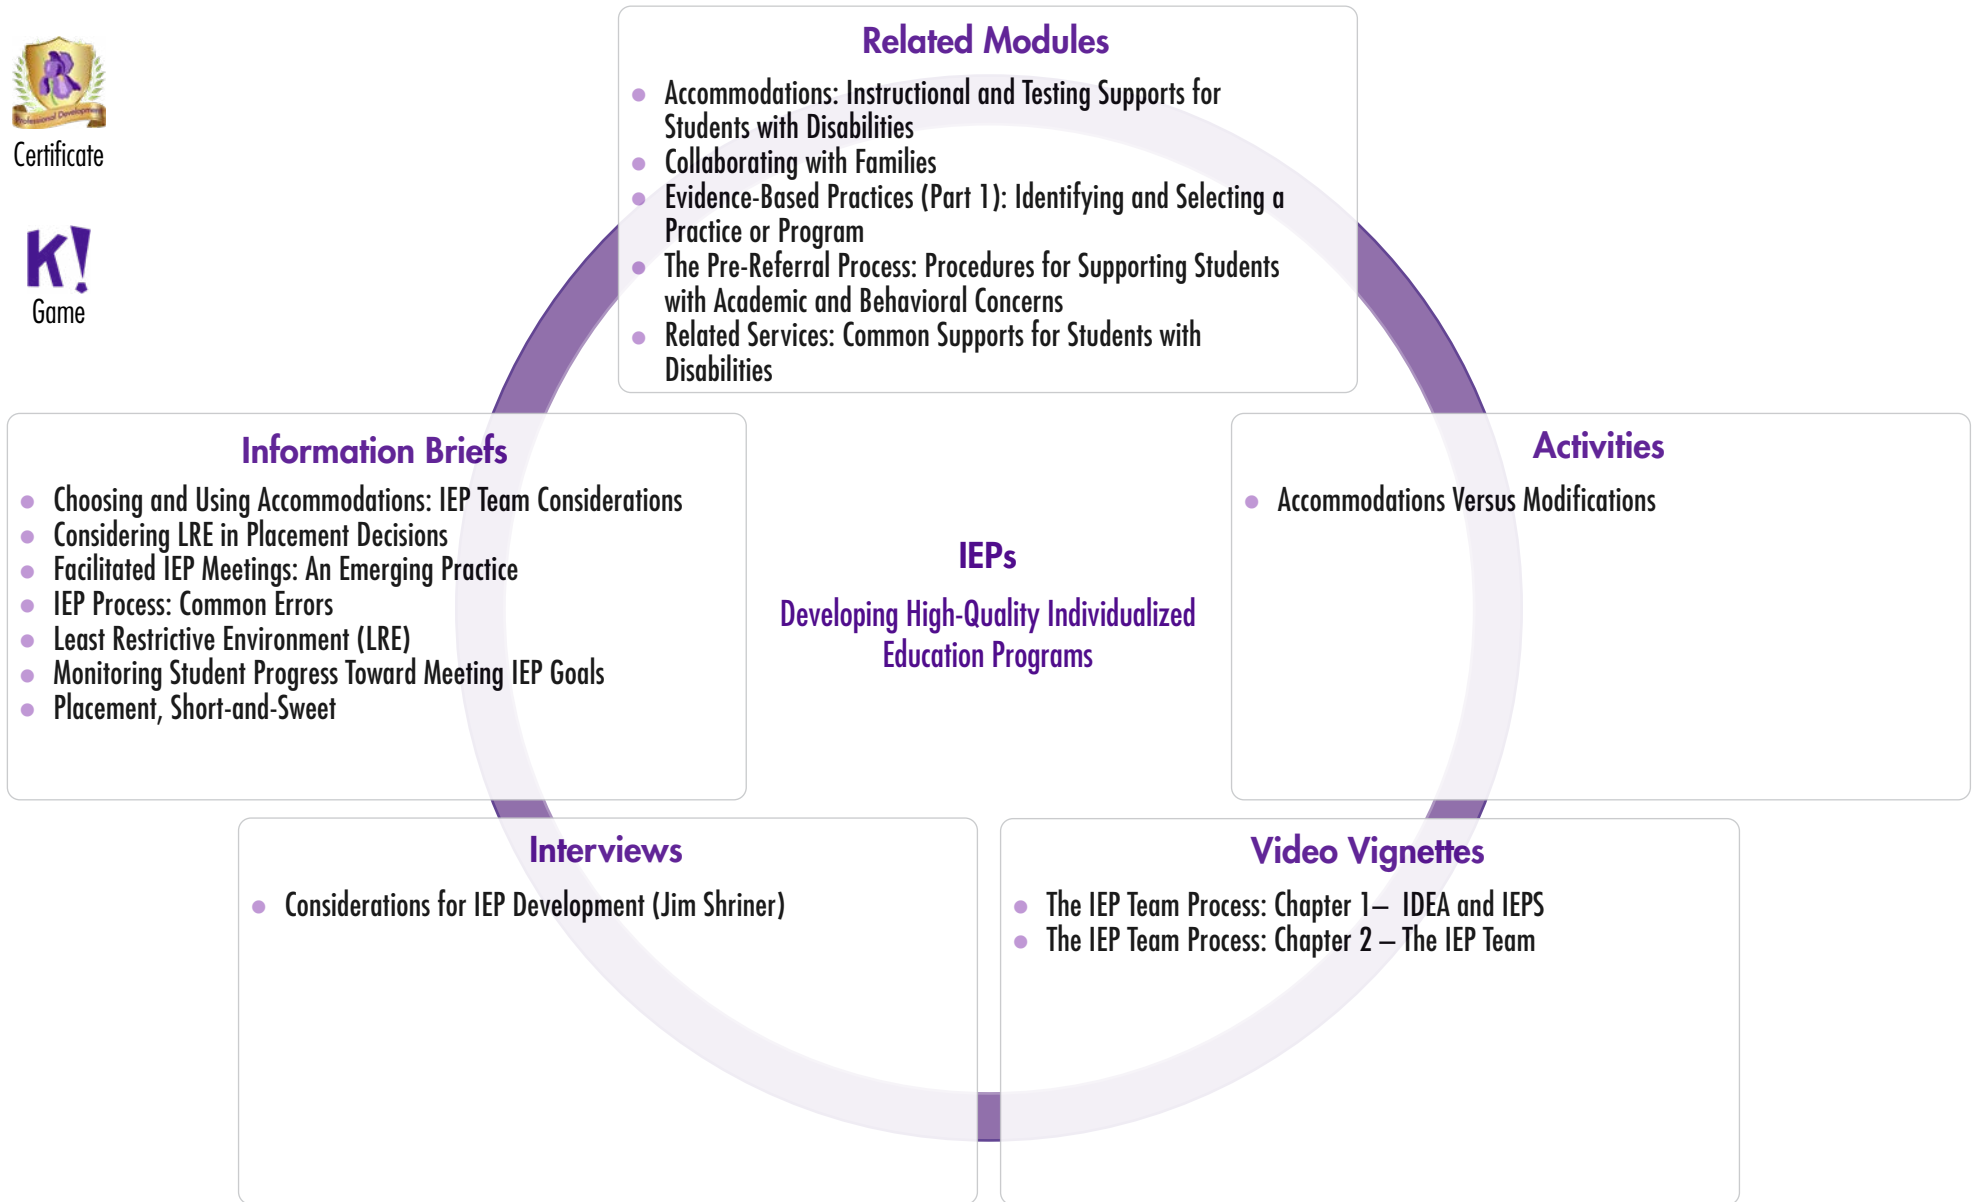 Professional Development
Certificate
K!
Game
Related Modules
Accommodations: Instructional and Testing Supports for
Students with Disabilities
Collaborating with Families
Evidence-Based Practices (Part 1): Identifying and Selecting a
Practice or Program
The Pre-Referral Process: Procedures for Supporting Students
with Academic and Behavioral Concerns
Related Services: Common Supports for Students with
Disabilities
Information Briefs
Choosing and Using Accommodations: IEP Team Considerations
Considering LRE in Placement Decisions
Facilitated IEP Meetings: An Emerging Practice
IEP Process: Common Errors
Least Restrictive Environment (LRE)
Monitoring Student Progress Toward Meeting IEP Goals
Placement, Short-and-Sweet
IEPs
Developing High-Quality Individualized
Education Programs
Activities
Accommodations Versus Modifications
Interviews
Considerations for IEP Development (Jim Shriner)
Video Vignettes
The IEP Team Process: Chapter 1– IDEA and IEPS
The IEP Team Process: Chapter 2 – The IEP Team